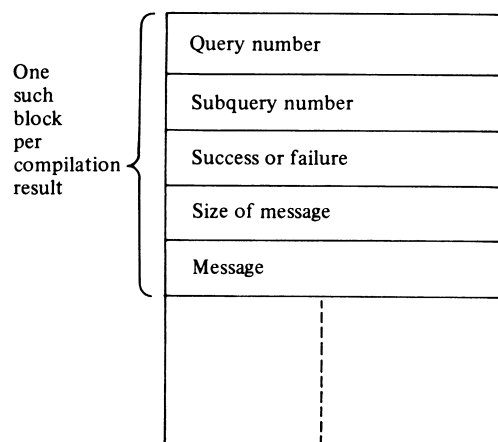 Query number
One
such
block
per
compilation
result
Subquery number
Success or failure
Size of message
Message